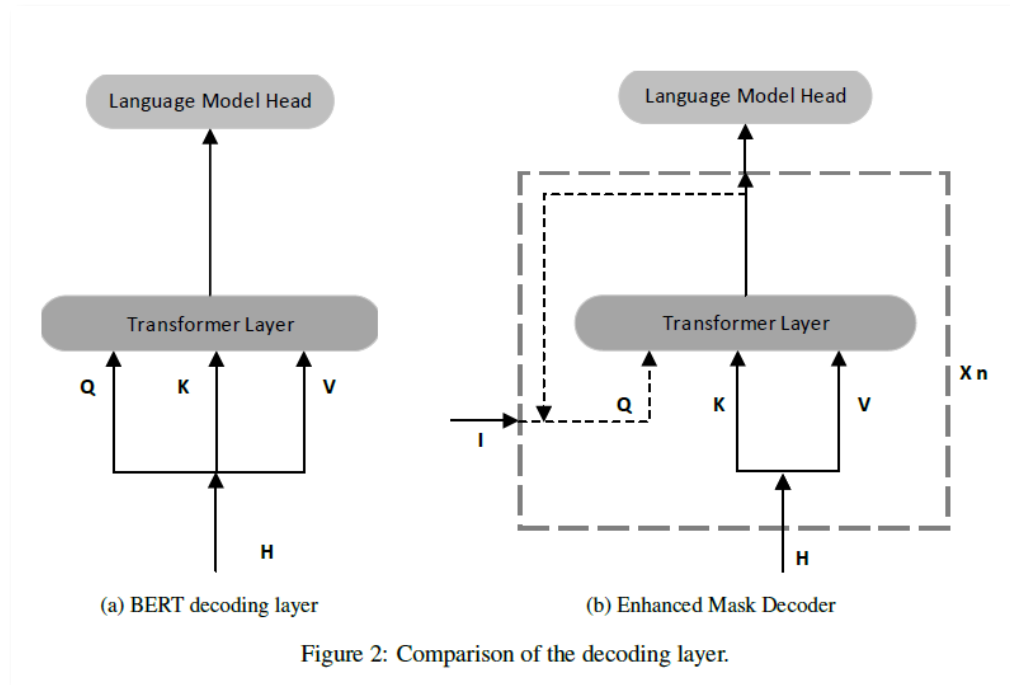 Language Model Head
Transformer Layer
Q
K
V
H
(a) BERT decoding layer
Language Model Head
Transformer Layer
X n
Q
K
V
I
H
(b) Enhanced Mask Decoder
Figure 2: Comparison of the decoding layer.